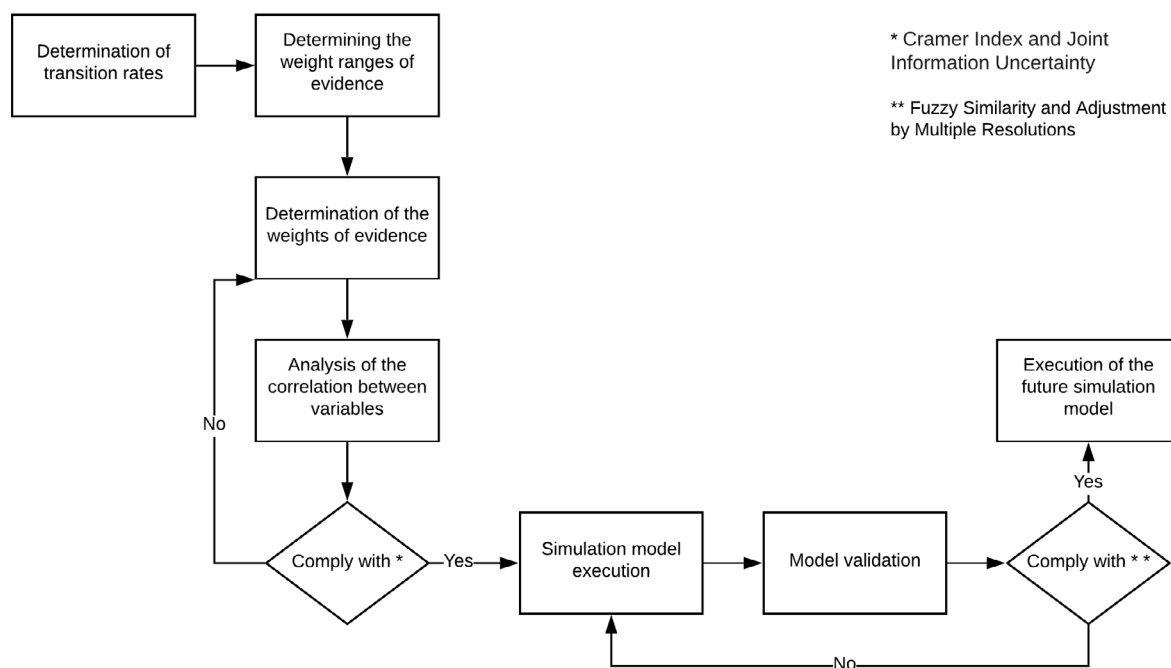 Determination of
transition rates
Determining the
weight ranges of
evidence
* Cramer Index and Joint
Information Uncertainty
** Fuzzy Similarity and Adjustment
by Multiple Resolutions
Determination of the
weights of evidence
Analysis of the
correlation between
variables
No
Comply with *
Yes
Simulation model
execution
Model validation
Comply with * *
Yes
Execution of the
future simulation
model
No